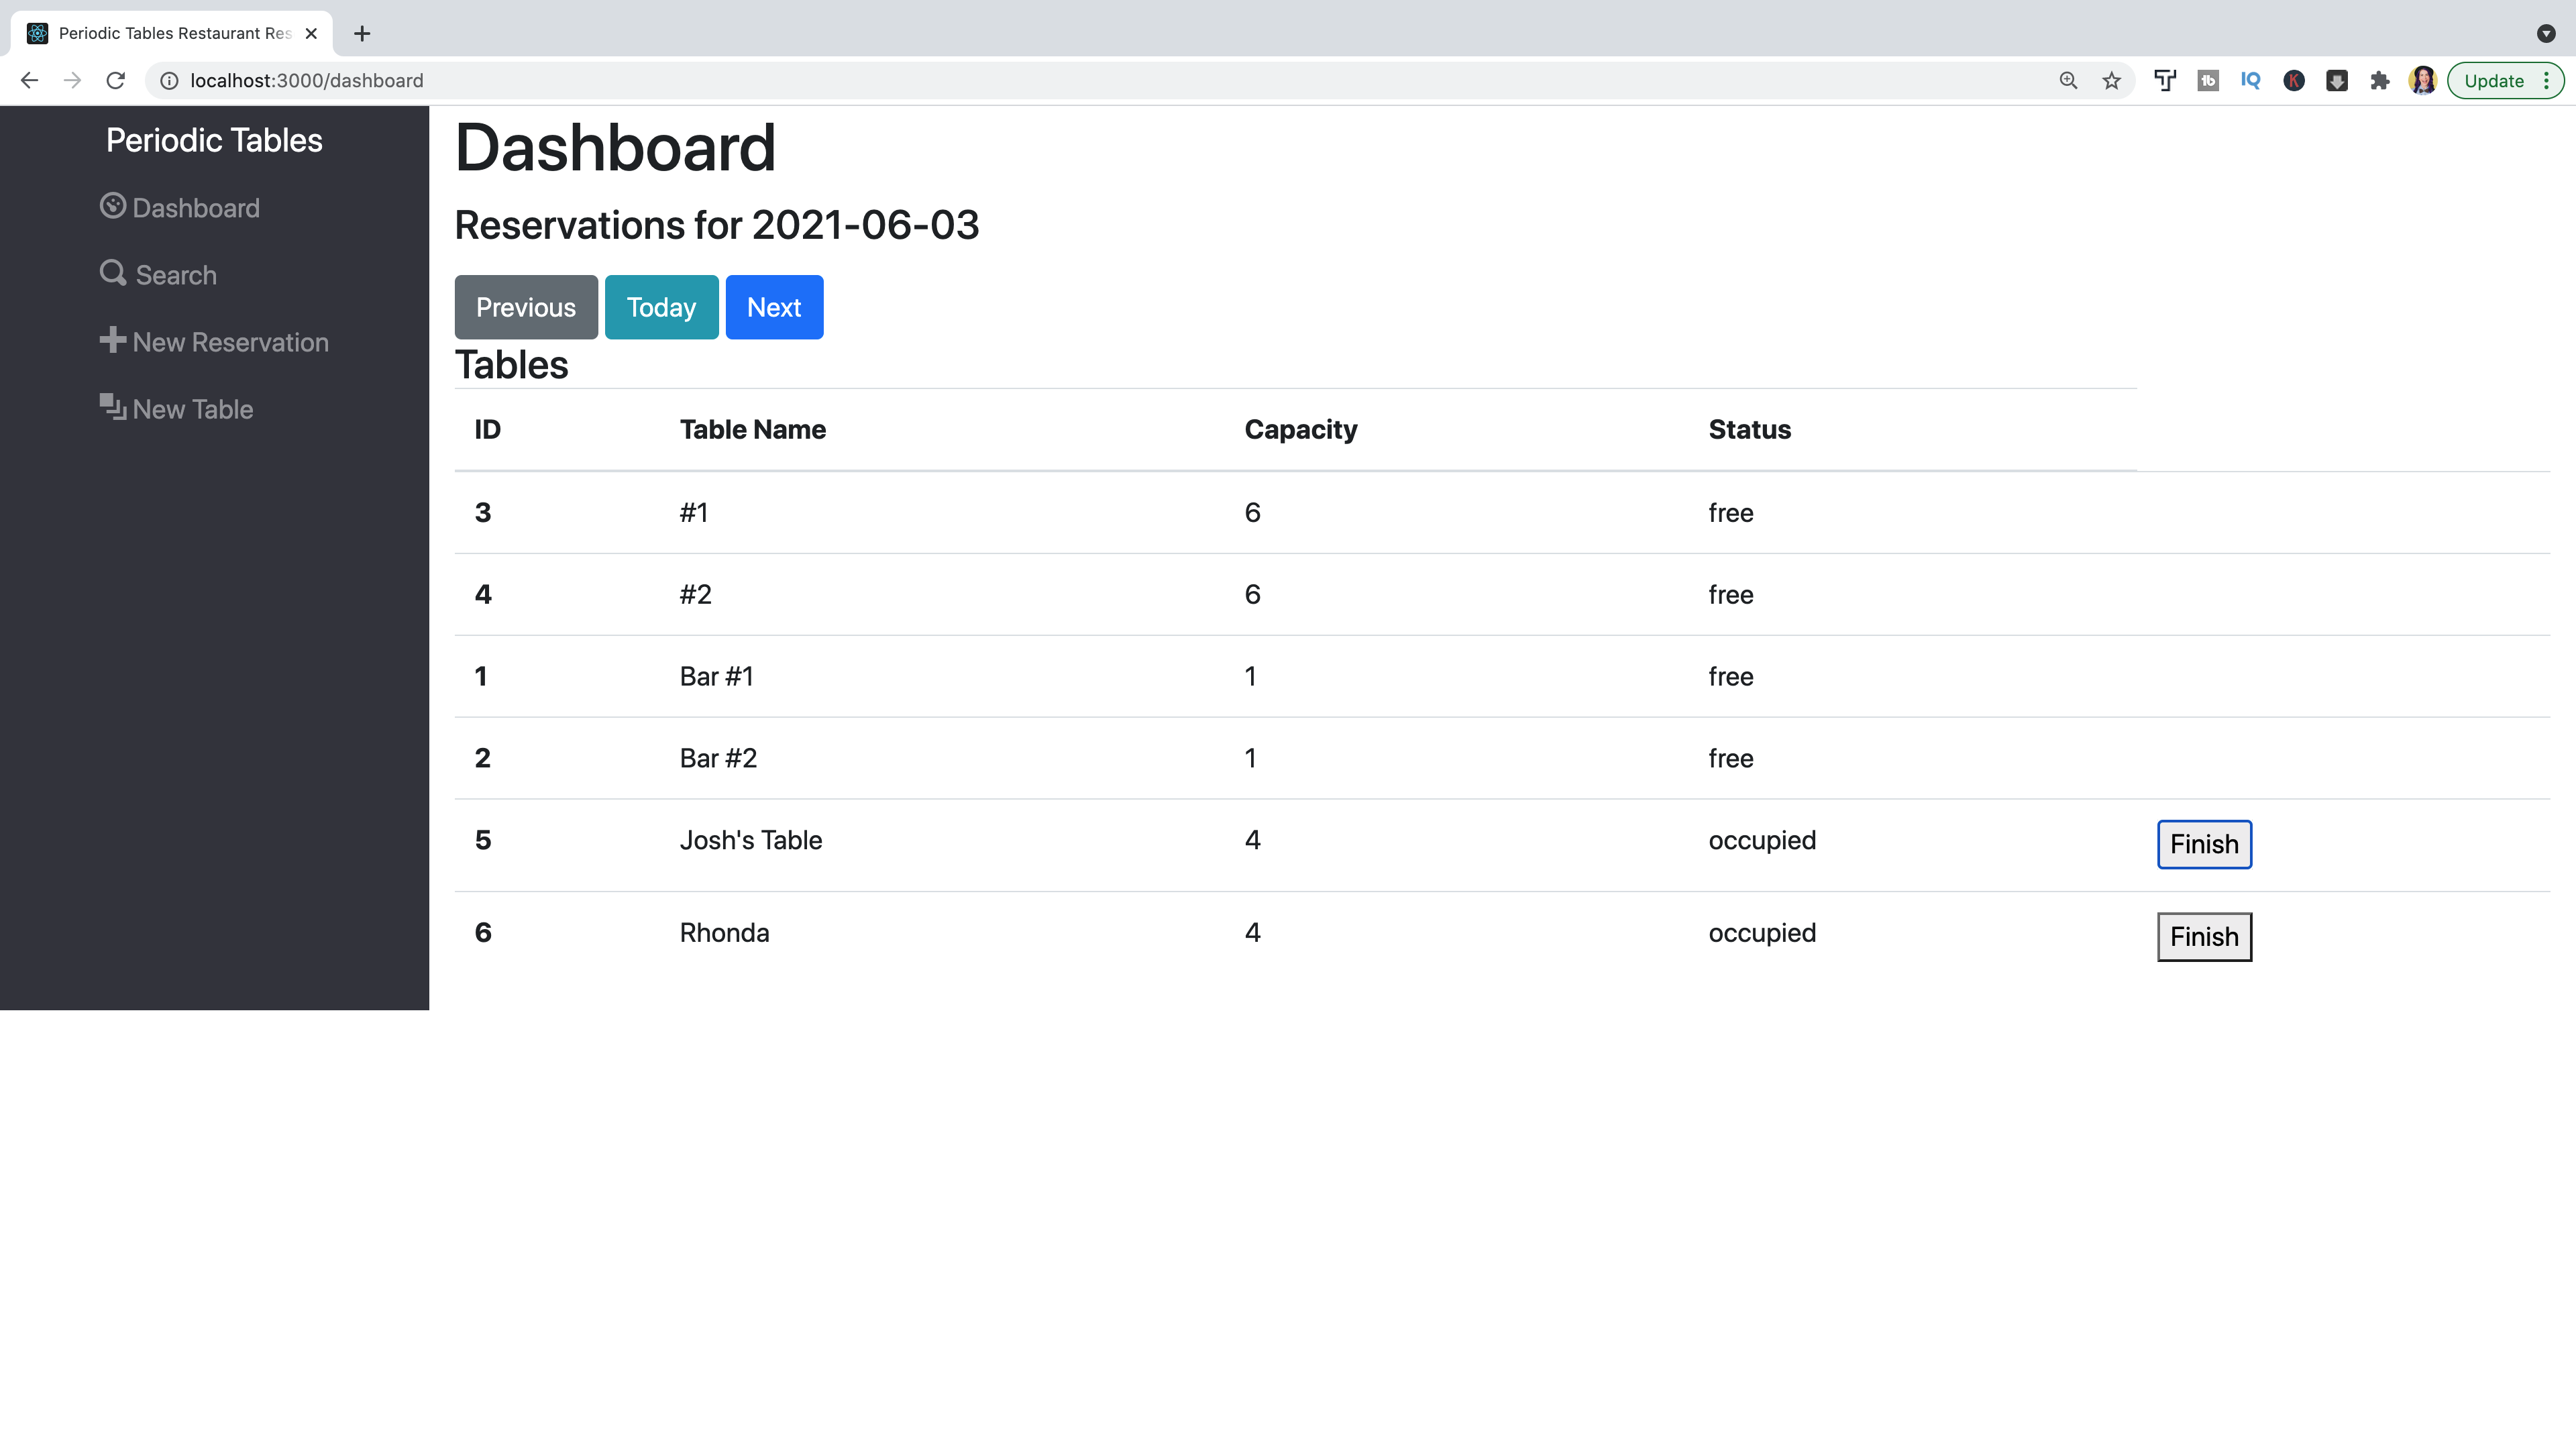 Periodic Tables Restaurant Res
localhost:3000/dashboard
IQ
K
Update
Periodic Tables
Dashboard
Search
New Reservation
New Table
Dashboard
Reservations for 2021-06-03
Previous Today Next
Tables
ID Table Name Capacity Status
3 #1 6 free
4 #2 6 free
1 Bar #1 1 free
2 Bar #2 1 free
5 Josh's Table 4 occupied Finish
6 Rhonda 4 occupied Finish